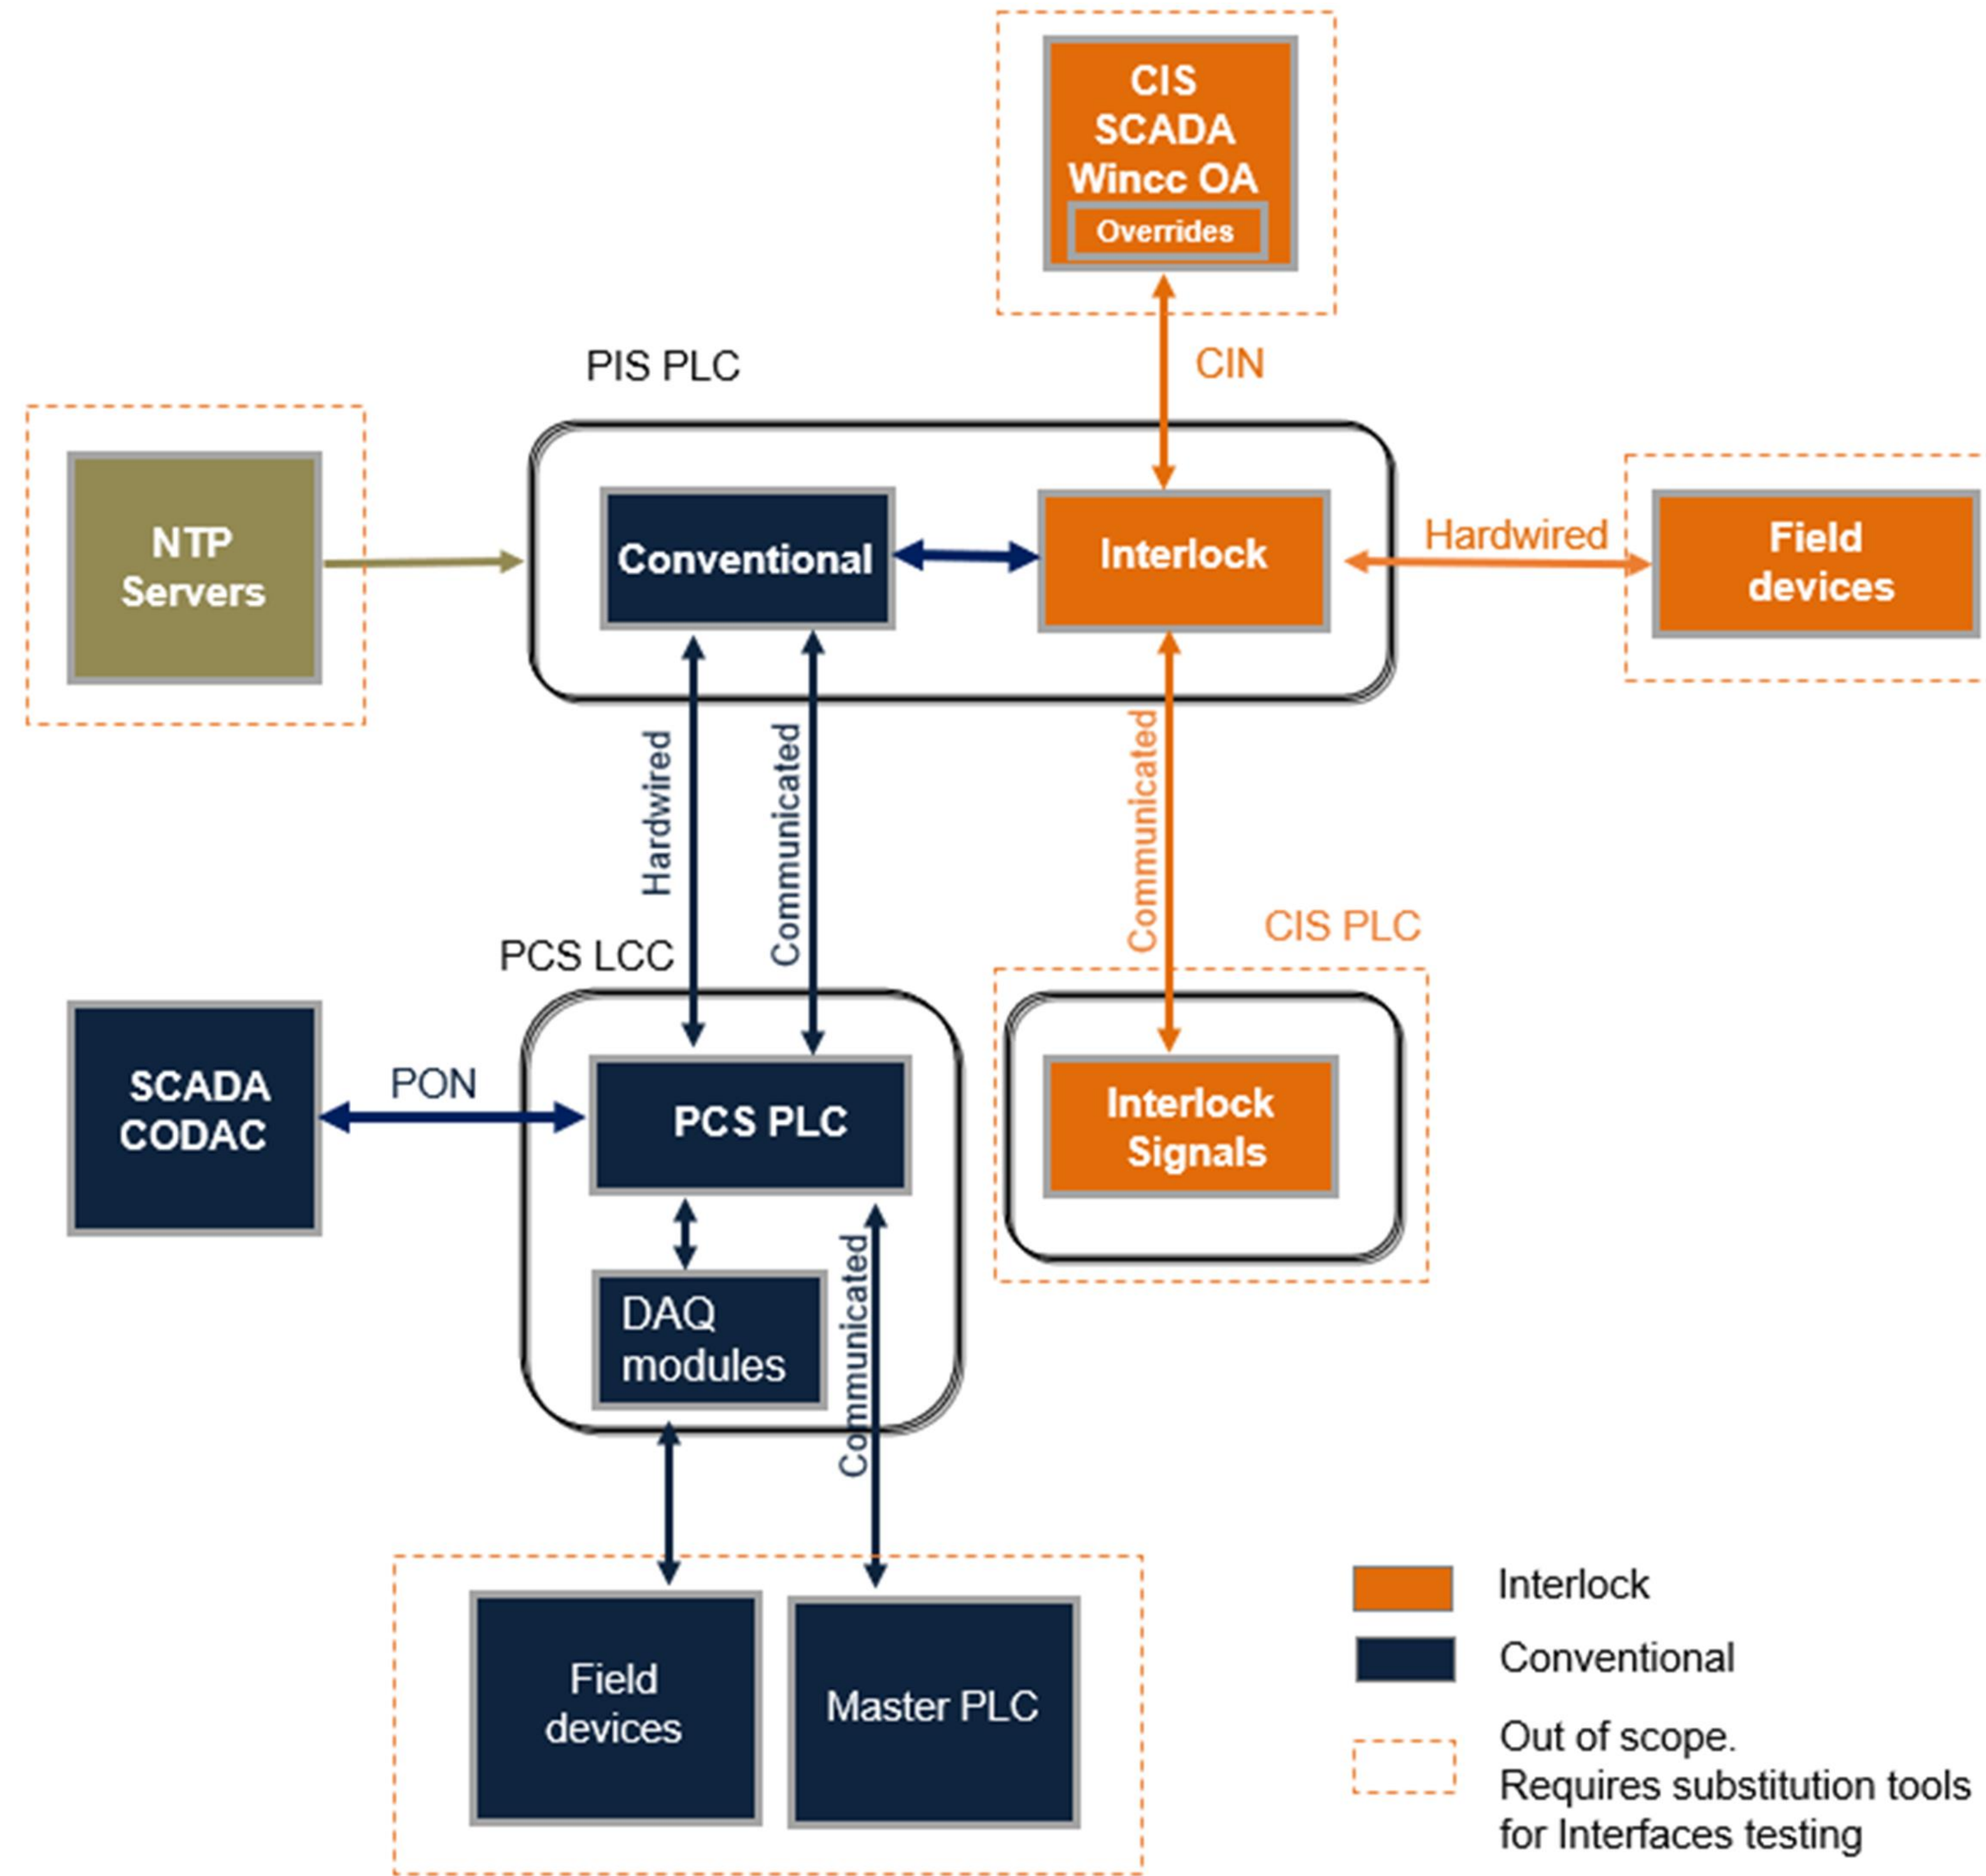 CIS
SCADA
Wincc OA
Overrides
PIS PLC
CIN
NTP
Servers
Conventional
Interlock
Hardwired
Field
devices
Hardwired
Communicated
Communicated
PCS LCC
CIS PLC
SCADA
CODAC
PON
PCS PLC
Interlock
Signals
DAQ
modules
Communicated
Field
devices
Master PLC
Interlock
Conventional
Out of scope.
Requires substitution tools
for Interfaces testing